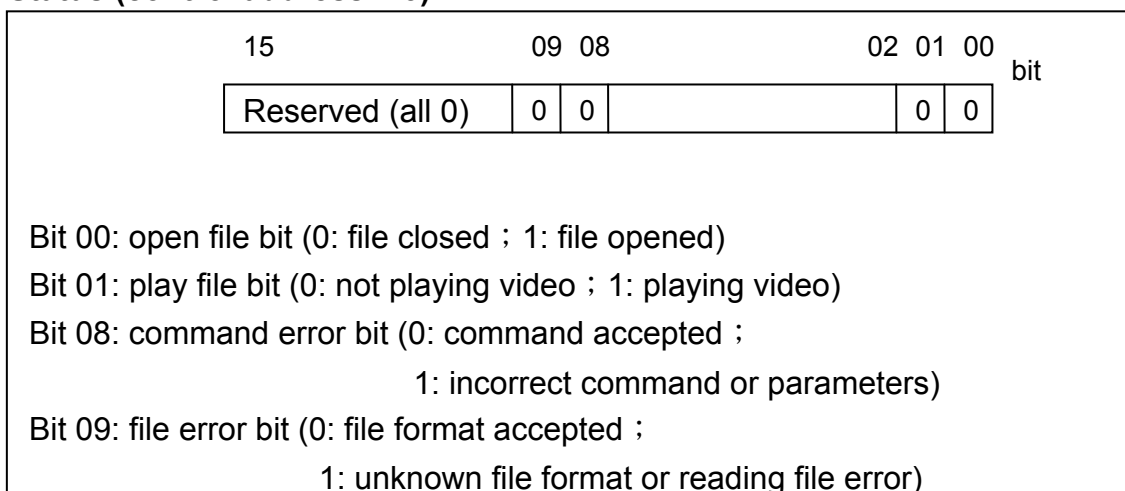 15 09 08 02 01 00
bit
Reserved (all 0) 0 0 0 0
Bit 00: open file bit (0: file closed；1: file opened)
Bit 01: play file bit (0: not playing video；1: playing video)
Bit 08: command error bit (0: command accepted；
1: incorrect command or parameters)
Bit 09: file error bit (0: file format accepted；
1: unknown file format or reading file error)